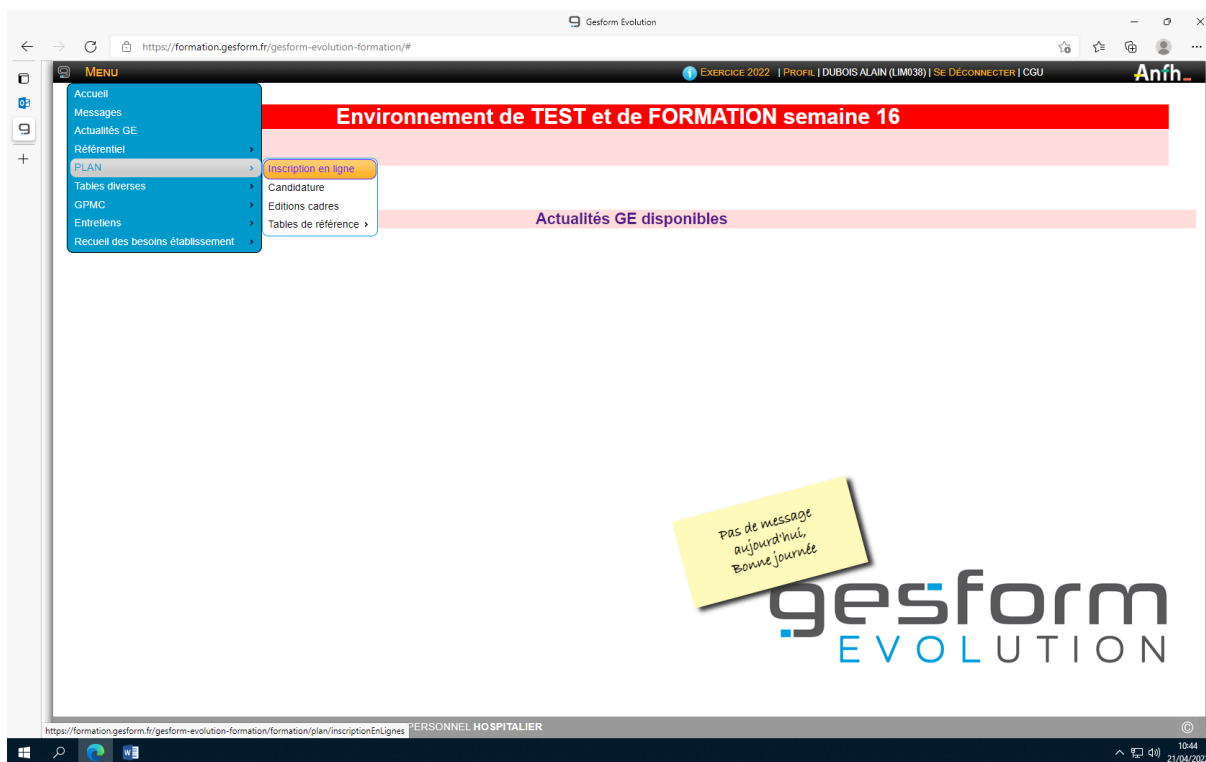 Gesform Evolution
https://formation.gesform.fr/gesform-evolution-formation/#
MENU
EXERCICE 2022 | PROFIL | DUBOIS ALAIN (LIM038) | SE DÉCONNECTER | CGU
Anfh_
Accueil
Messages
Actualités GE
Référentiel
PLAN
Tables diverses
GPMC
Entretiens
Recueil des besoins établissement
Inscription en ligne
Candidature
Editions cadres
Tables de référence
Environnement de TEST et de FORMATION semaine 16
Actualités GE disponibles
Pas de message
aujourd'hui,
Bonne journée
gesform
EVOLUTION
PERSONNEL HOSPITALIER
©
https://formation.gesform.fr/gesform-evolution-formation/formation/plan/inscriptionEnLignes
10:44
21/04/202